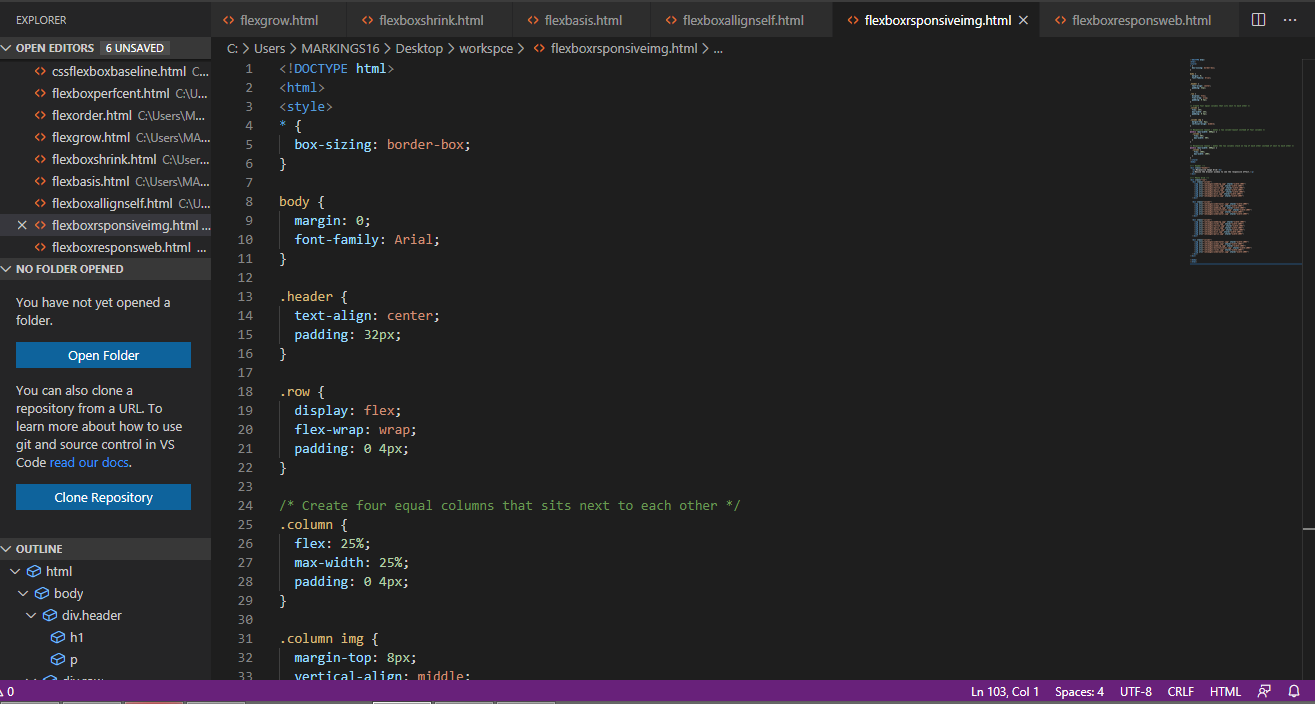 EXPLORER
flexgrow.html
flexboxshrink.html
flexbasis.html
flexboxallignself.html
flexboxrsponsiveimg.html
flexboxresponsweb.html
OPEN EDITORS 6 UNSAVED
cssflexboxbaseline.html C...
flexboxperfcent.html C:\U...
flexorder.html C:\Users\M...
flexgrow.html C:\Users\MA...
flexboxshrink.html C:\User...
flexbasis.html C:\Users\MA...
flexboxallignself.html C:\U...
flexboxrsponsiveimg.html ...
flexboxresponsweb.html ...
NO FOLDER OPENED
You have not yet opened a
folder.
Open Folder
You can also clone a
repository from a URL. To
learn more about how to use
git and source control in VS
Code read our docs.
Clone Repository
OUTLINE
html
body
div.header
h1
p
div.row
C: > Users > MARKINGS16 > Desktop > workspce > flexboxrsponsiveimg.html > ...
1 <!DOCTYPE html>
2 <html>
3 <style>
4 * {
5 box-sizing: border-box;
6 }
7
8 body {
9 margin: 0;
10 font-family: Arial;
11 }
12
13 .header {
14 text-align: center;
15 padding: 32px;
16 }
17
18 .row {
19 display: flex;
20 flex-wrap: wrap;
21 padding: 0 4px;
22 }
23
24 /* Create four equal columns that sits next to each other */
25 .column {
26 flex: 25%;
27 max-width: 25%;
28 padding: 0 4px;
29 }
30
31 .column img {
32 margin-top: 8px;
33 vertical-align: middle;
0
Ln 103, Col 1
Spaces: 4
UTF-8
CRLF
HTML